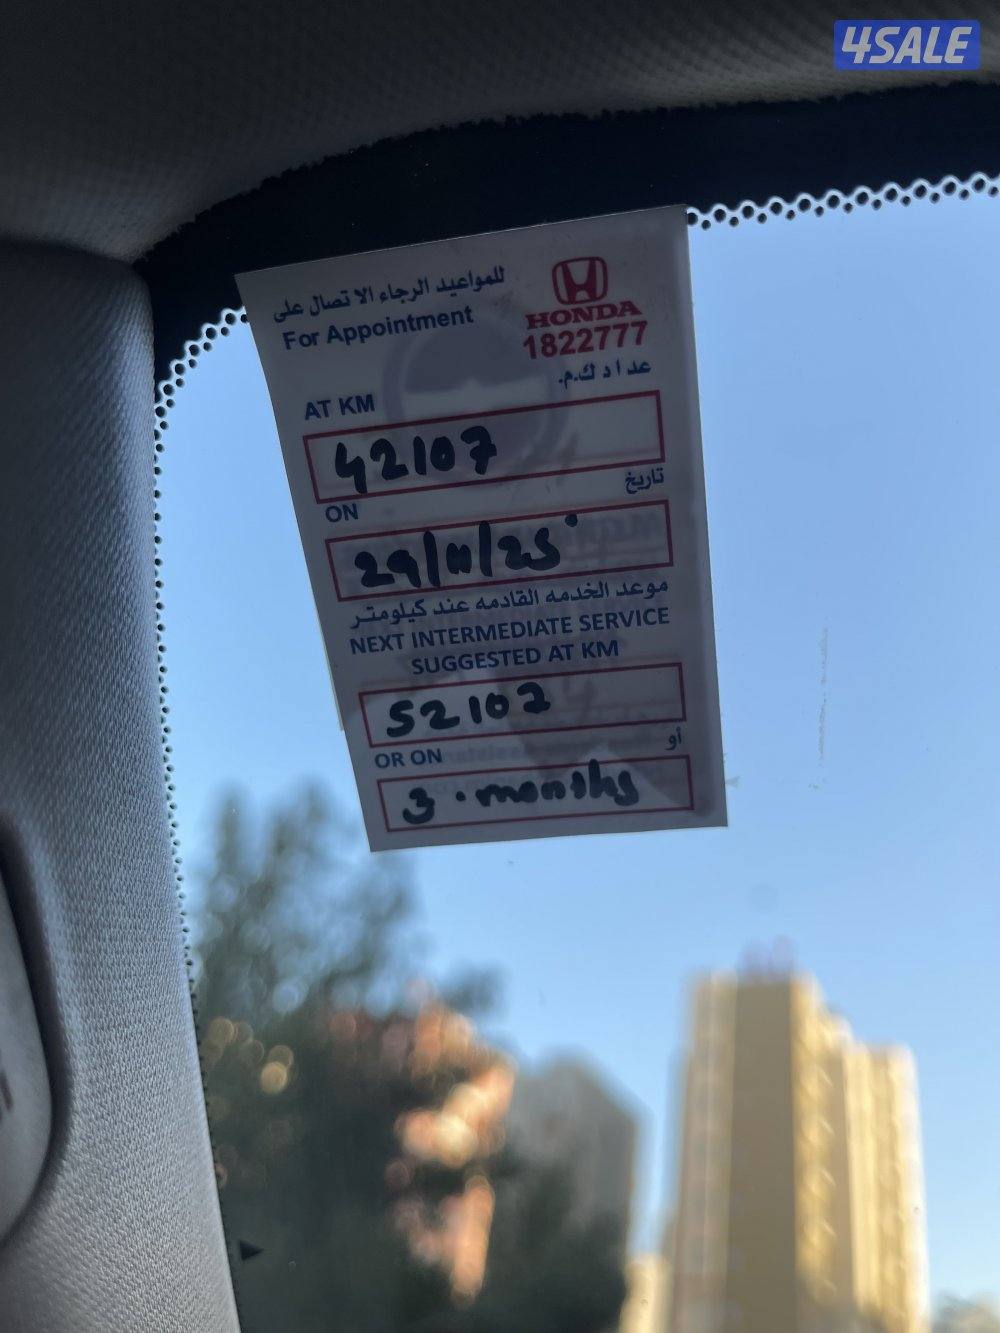 4SALE
للمواعيد الرجاء الاتصال على
For Appointment
HONDA
1822777
عداد ك.م.
AT KM
42107
تاريخ
ON
29/11/25
موعد الخدمه القادمه عند كيلومتر
NEXT INTERMEDIATE SERVICE
SUGGESTED AT KM
52107
أو
OR ON
3 . months